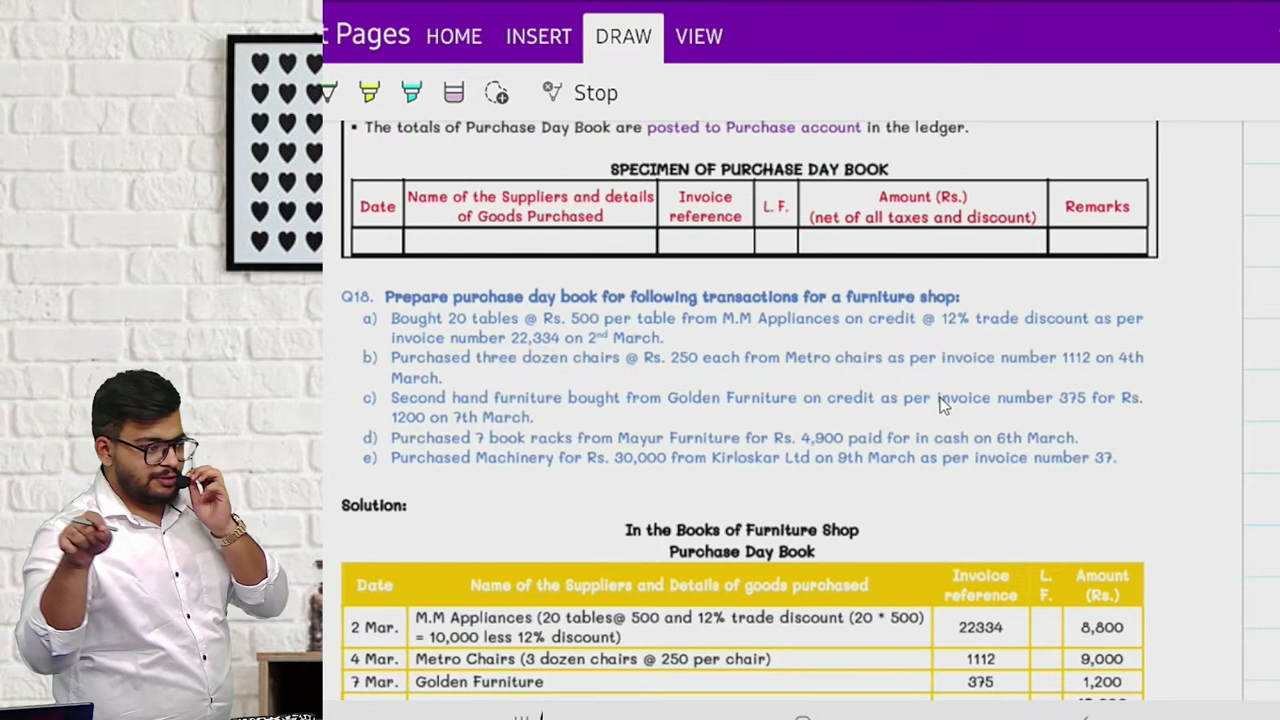 t Pages HOME INSERT DRAW VIEW
Stop
▪ The totals of Purchase Day Book are posted to Purchase account in the ledger.
SPECIMEN OF PURCHASE DAY BOOK
Date
Name of the Suppliers and details
of Goods Purchased
Invoice
reference
L. F.
Amount (Rs.)
(net of all taxes and discount)
Remarks
Q18. Prepare purchase day book for following transactions for a furniture shop:
a) Bought 20 tables @ Rs. 500 per table from M.M Appliances on credit @ 12% trade discount as per
invoice number 22,334 on 2nd March.
b) Purchased three dozen chairs @ Rs. 250 each from Metro chairs as per invoice number 1112 on 4th
March.
c) Second hand furniture bought from Golden Furniture on credit as per invoice number 375 for Rs.
1200 on 7th March.
d) Purchased 7 book racks from Mayur Furniture for Rs. 4,900 paid for in cash on 6th March.
e) Purchased Machinery for Rs. 30,000 from Kirloskar Ltd on 9th March as per invoice number 37.
Solution:
In the Books of Furniture Shop
Purchase Day Book
Date
Name of the Suppliers and Details of goods purchased
Invoice
reference
L.
F.
Amount
(Rs.)
2 Mar.
M.M Appliances (20 tables@ 500 and 12% trade discount (20 * 500)
= 10,000 less 12% discount)
22334
8,800
4 Mar. Metro Chairs (3 dozen chairs @ 250 per chair) 1112 9,000
7 Mar. Golden Furniture 375 1,200